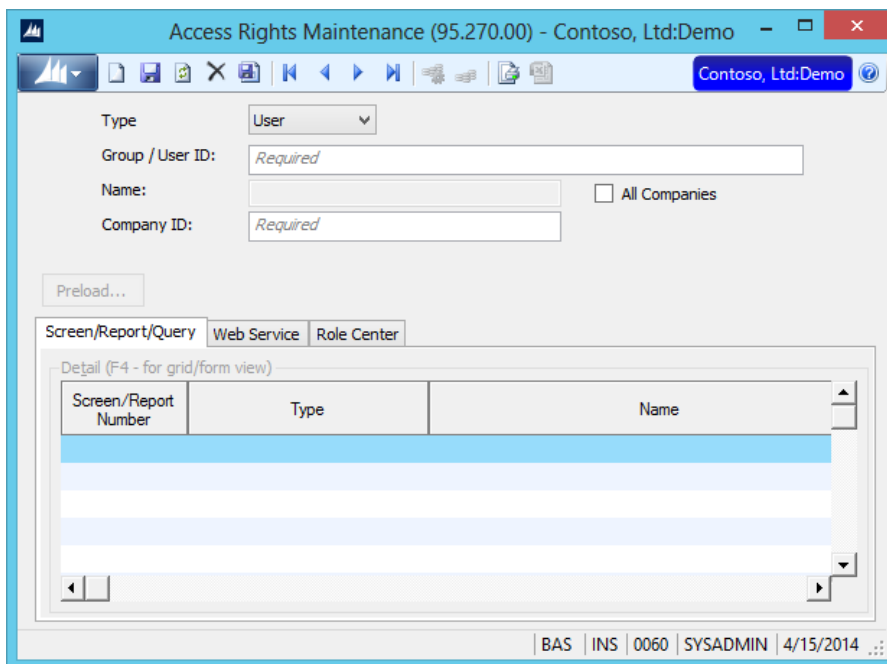 Access Rights Maintenance (95.270.00) - Contoso, Ltd:Demo
Contoso, Ltd:Demo
Type User
Group / User ID: Required
Name: All Companies
Company ID: Required
Preload...
Screen/Report/Query Web Service Role Center
Detail (F4 - for grid/form view)
Screen/Report Number Type Name
BAS INS 0060 SYSADMIN 4/15/2014